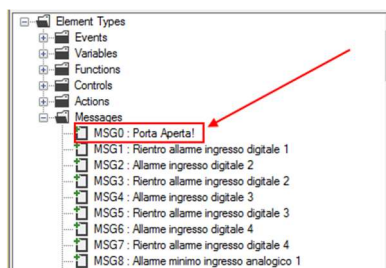 Element Types
Events
Variables
Functions
Controls
Actions
Messages
MSG0 : Porta Aperta!
MSG1 : Rientro allarme ingresso digitale 1
MSG2 : Allarme ingresso digitale 2
MSG3 : Rientro allarme ingresso digitale 2
MSG4 : Allarme ingresso digitale 3
MSG5 : Rientro allarme ingresso digitale 3
MSG6 : Allarme ingresso digitale 4
MSG7 : Rientro allarme ingresso digitale 4
MSG8 : Allarme minimo ingresso analogico 1